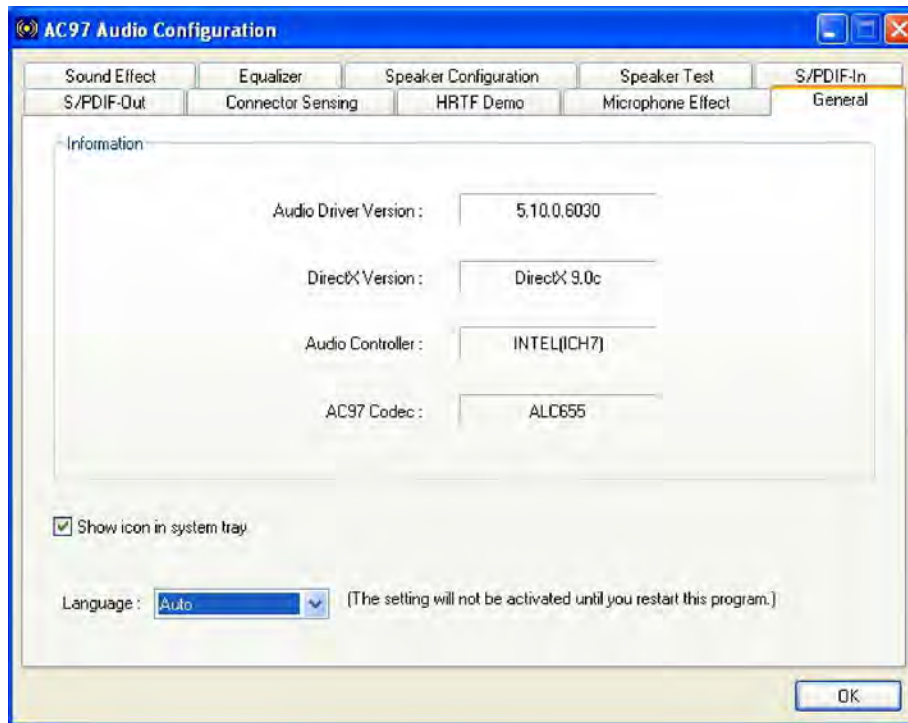 AC97 Audio Configuration
Sound Effect Equalizer Speaker Configuration Speaker Test S/PDIF-In
S/PDIF-Out Connector Sensing HRTF Demo Microphone Effect General
Information
Audio Driver Version : 5.10.0.6030
DirectX Version : DirectX 9.0c
Audio Controller : INTEL(ICH7)
AC97 Codec : ALC655
Show icon in system tray
Language : Auto (The setting will not be activated until you restart this program.)
OK